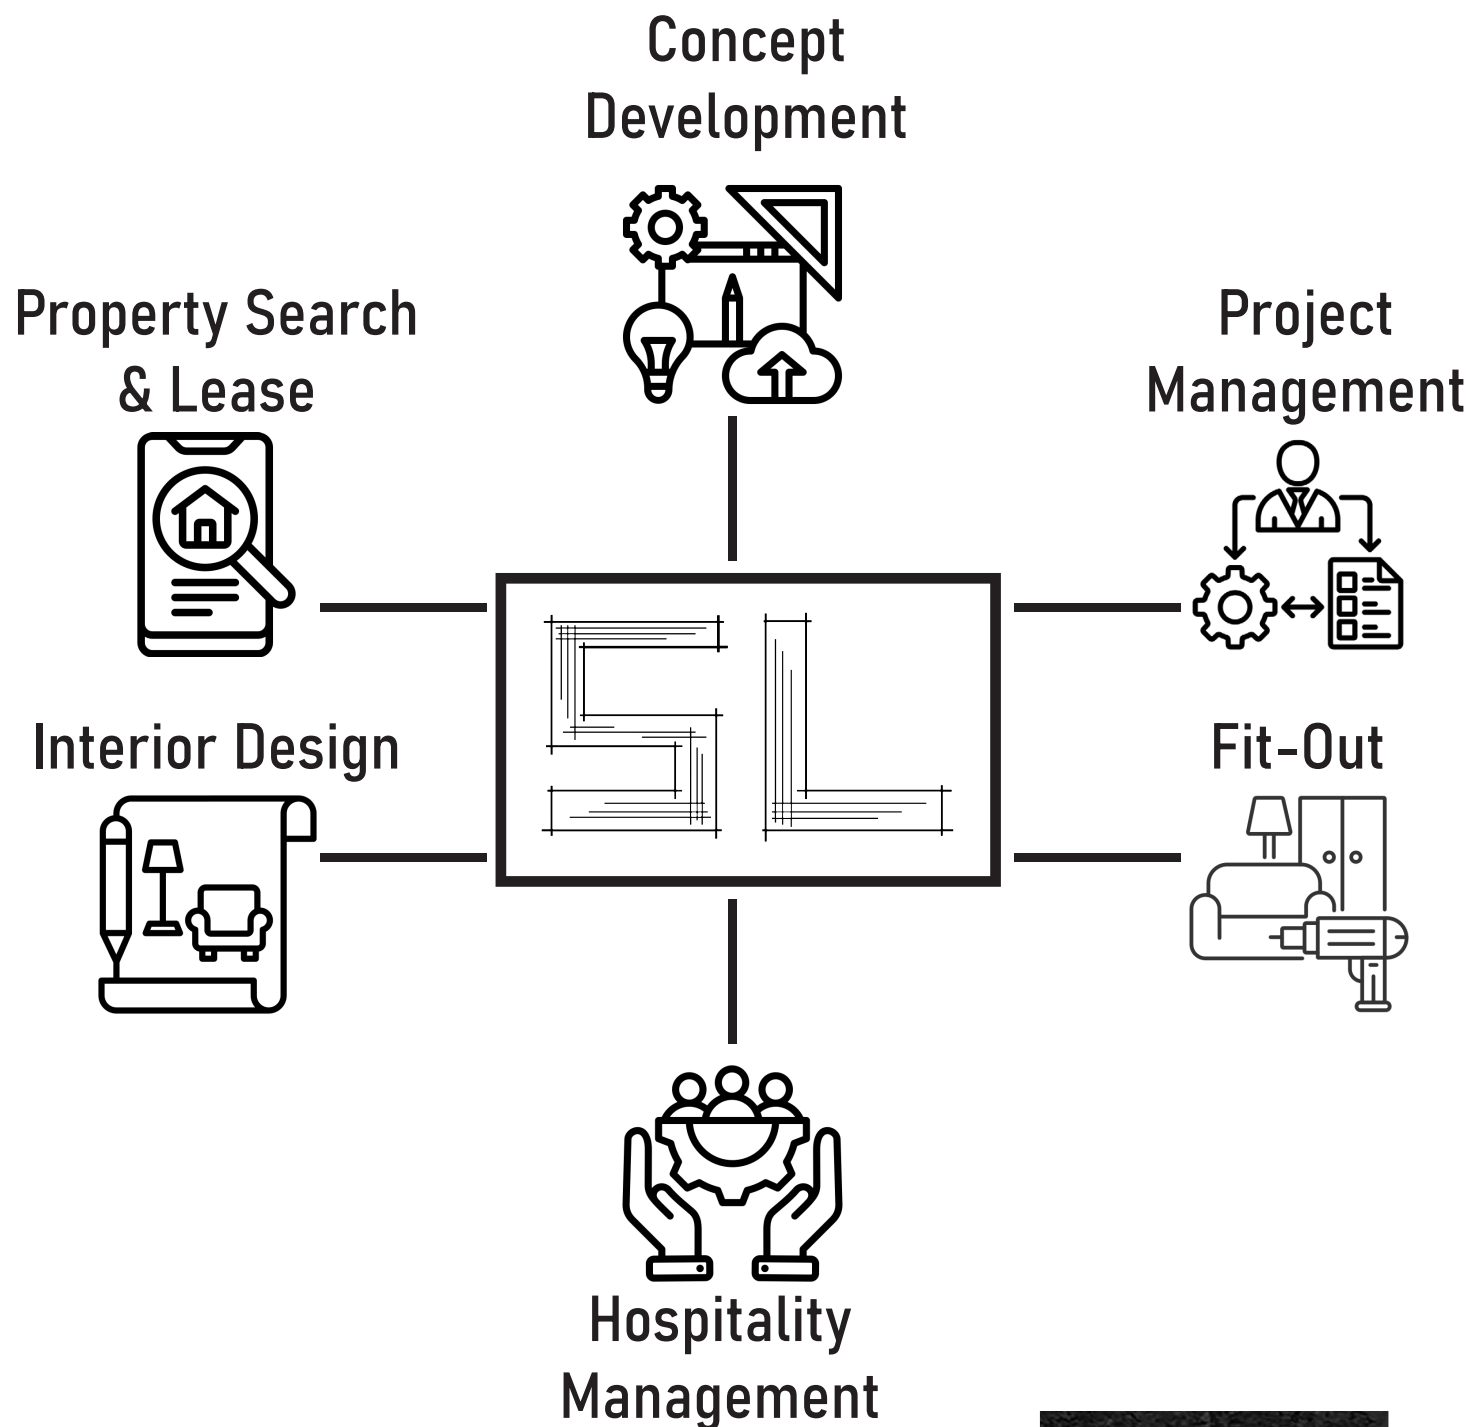 Concept
Development
Property Search
& Lease
Project
Management
SL
Interior Design
Fit-Out
Hospitality
Management